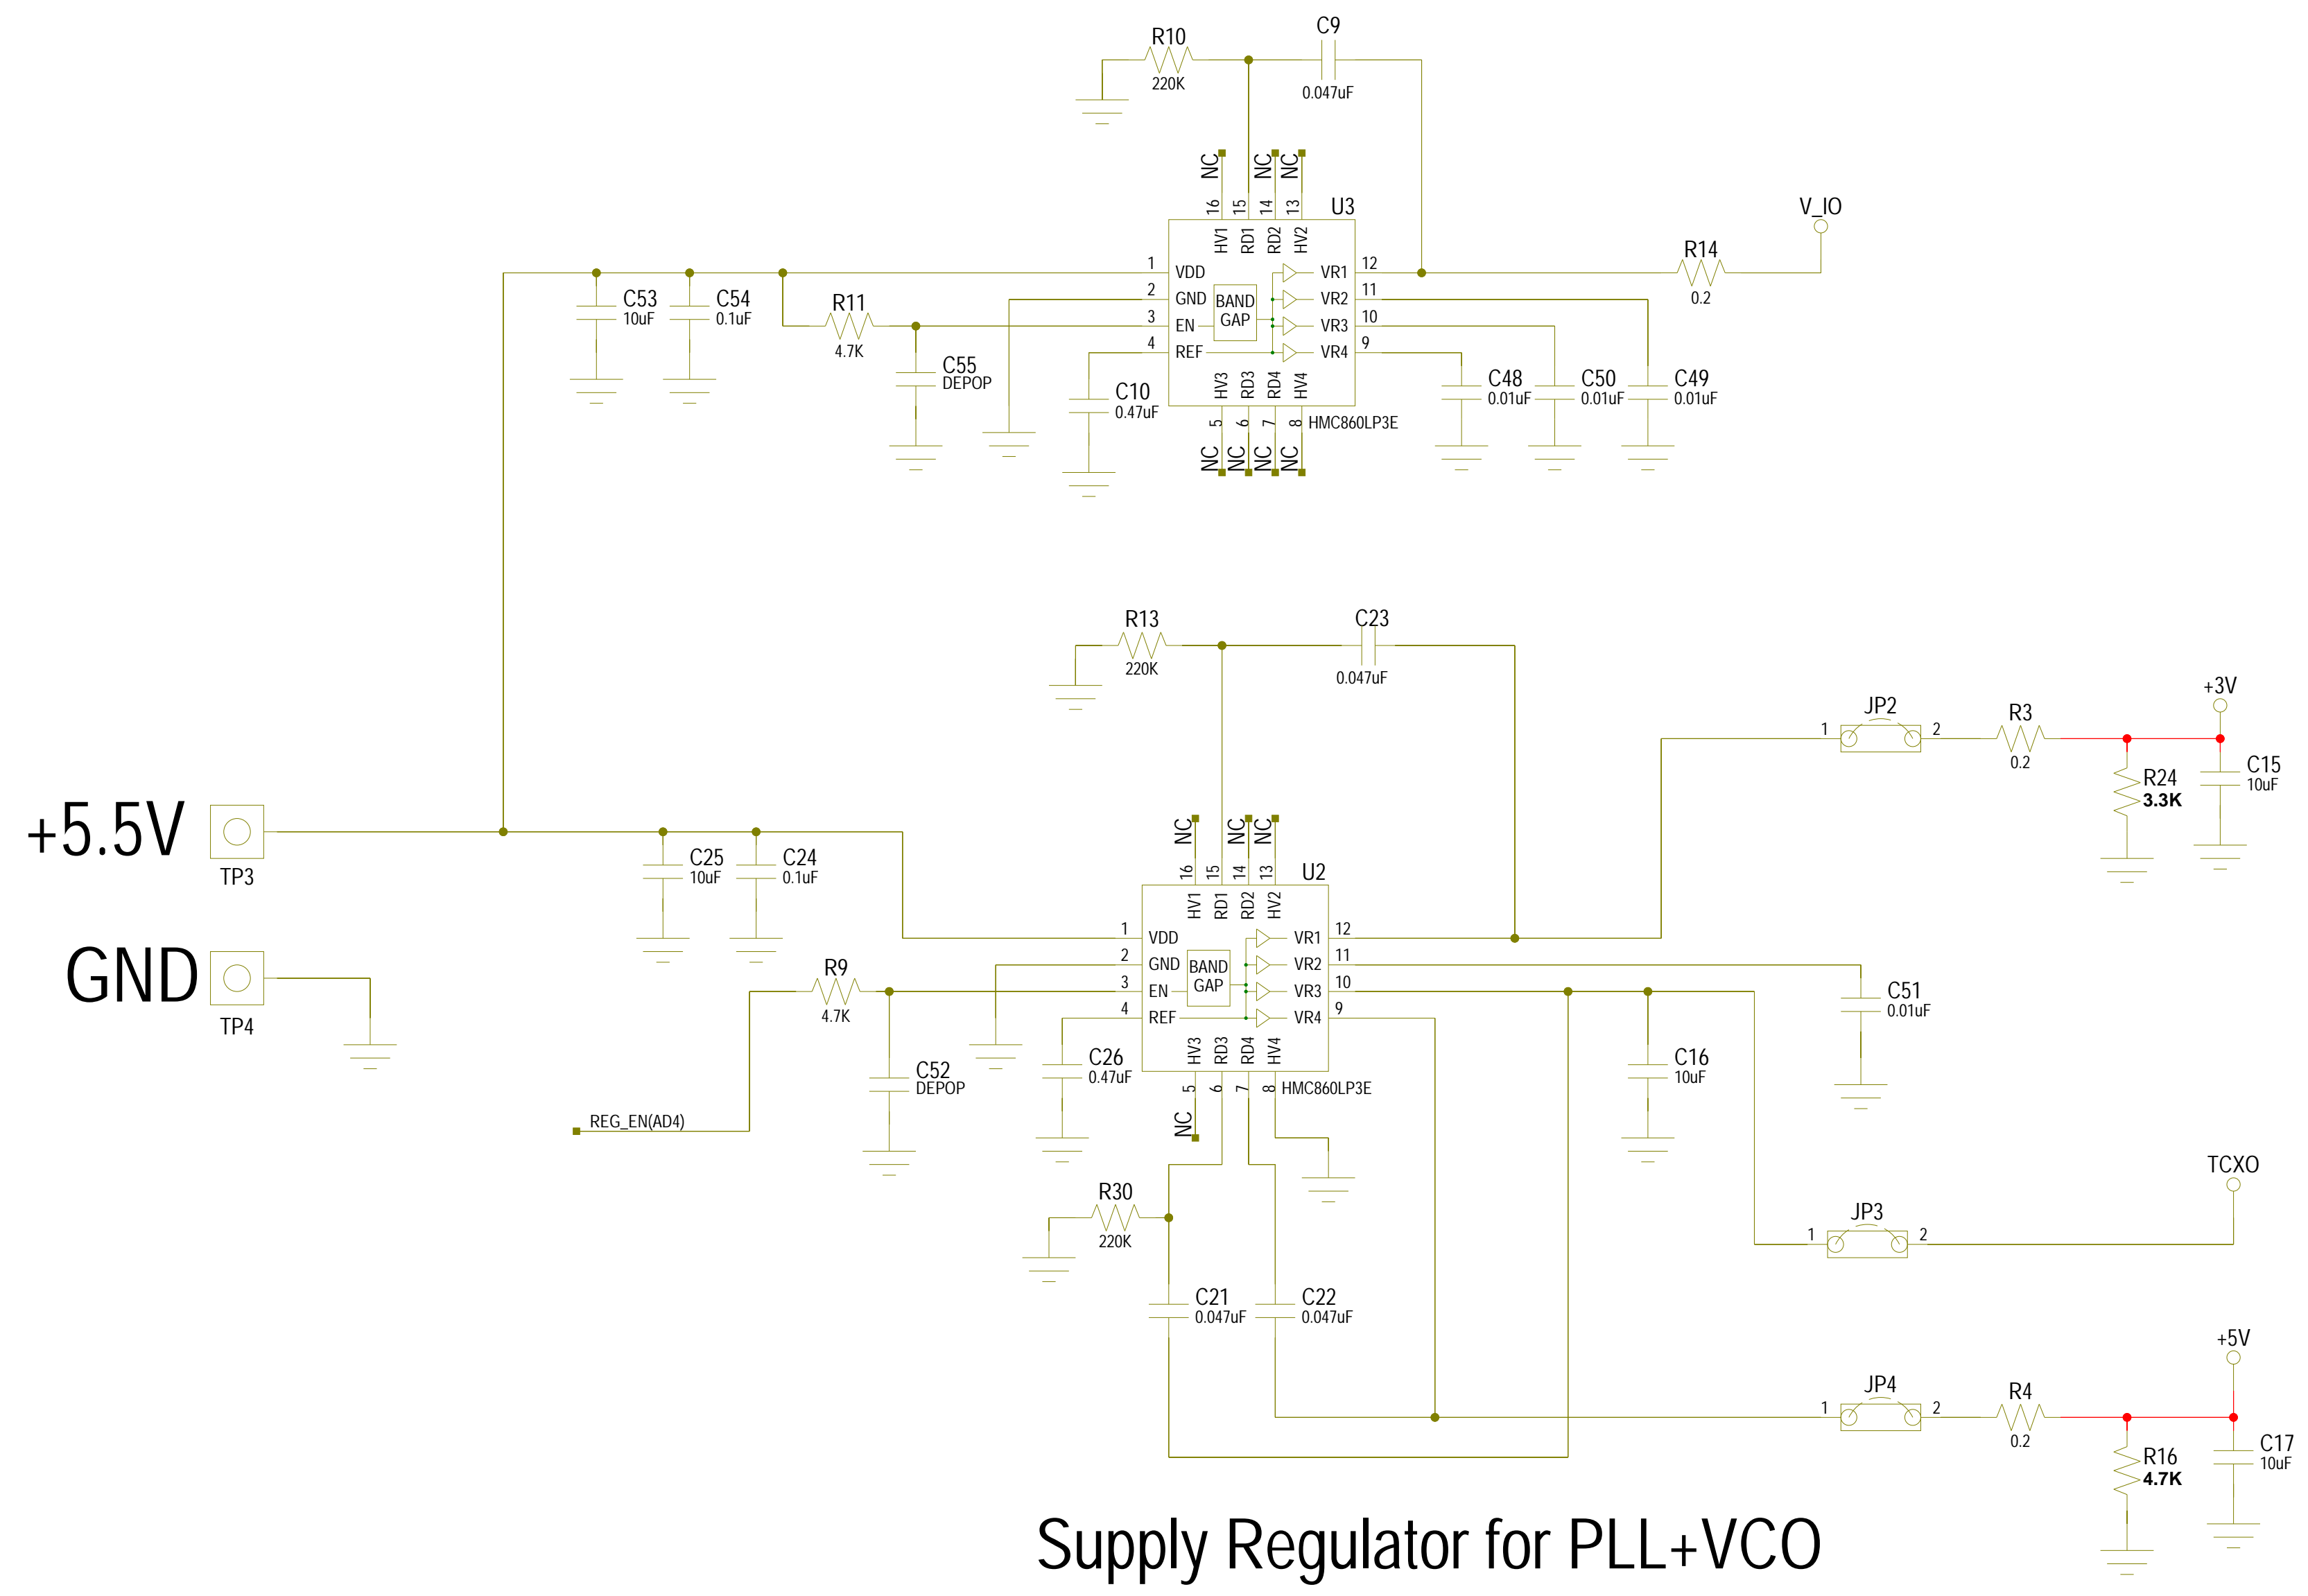 R10
220K
C9
0.047uF
NC
NC
NC
16
15
14
13
U3
HV1
RD1
RD2
HV2
V_IO
1
VDD
VR1
12
R14
0.2
2
GND
BAND
GAP
VR2
11
3
EN
VR3
10
4
REF
VR4
9
C53
10uF
C54
0.1uF
R11
4.7K
C55
DEPOP
C10
0.47uF
HV3
RD3
RD4
HV4
C48
0.01uF
C50
0.01uF
C49
0.01uF
5
6
7
8
HMC860LP3E
NC
NC
NC
NC
R13
220K
C23
0.047uF
JP2
1
2
R3
0.2
+3V
R24
3.3K
C15
10uF
+5.5V
TP3
C25
10uF
C24
0.1uF
NC
NC
NC
16
15
14
13
U2
HV1
RD1
RD2
HV2
GND
TP4
1
VDD
VR1
12
2
GND
BAND
GAP
VR2
11
3
EN
VR3
10
4
REF
VR4
9
R9
4.7K
C52
DEPOP
C26
0.47uF
HV3
RD3
RD4
HV4
C51
0.01uF
C16
10uF
5
6
7
8
HMC860LP3E
NC
REG_EN(AD4)
R30
220K
TCXO
JP3
1
2
C21
0.047uF
C22
0.047uF
+5V
JP4
1
2
R4
0.2
R16
4.7K
C17
10uF
Supply Regulator for PLL+VCO